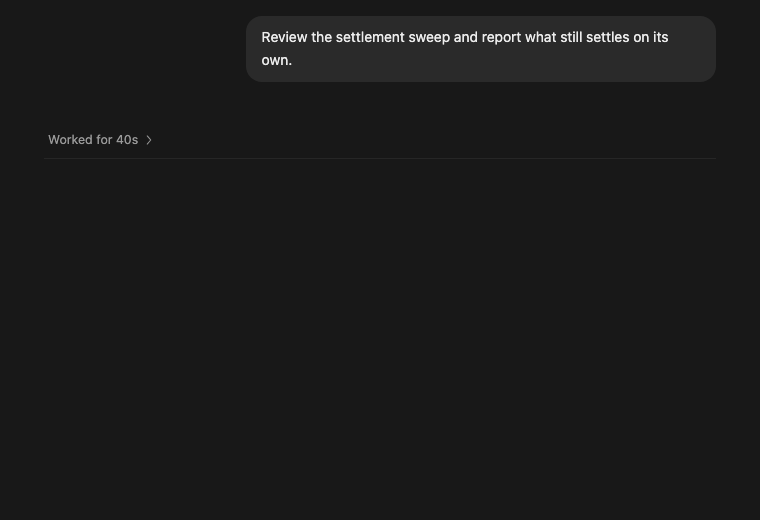 Review the settlement sweep and report what still settles on its
own.
Worked for 40s